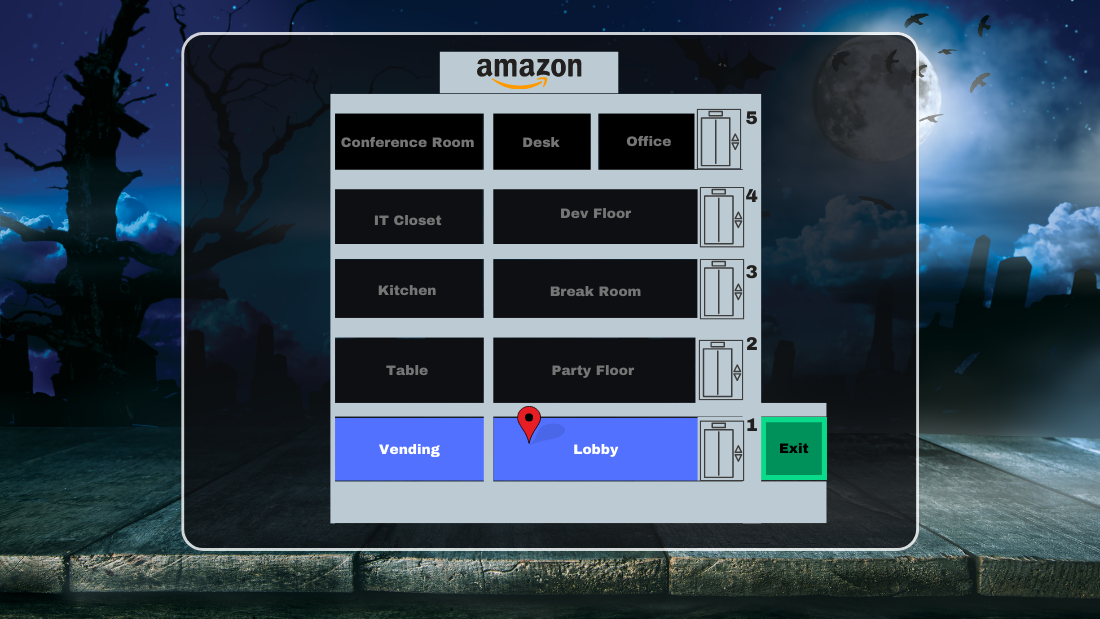 amazon
Conference Room Desk Office 5
IT Closet Dev Floor 4
Kitchen Break Room 3
Table Party Floor 2
Vending Lobby 1 Exit